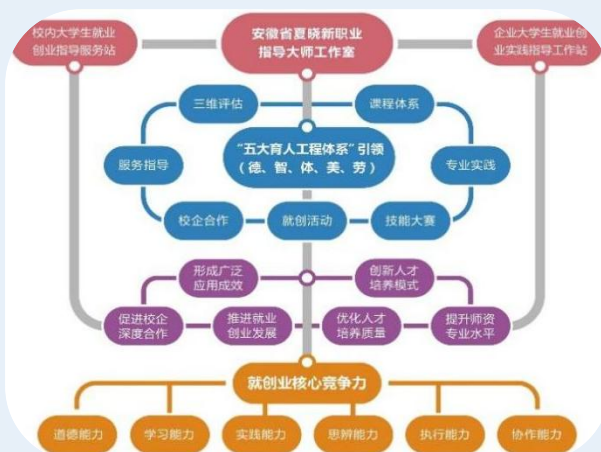 校内大学生就业
创业指导服务站
安徽省夏晓新职业
指导大师工作室
企业大学生就业创
业实践指导工作站
三维评估
课程体系
服务指导
“五大育人工程体系”引领
(德、智、体、美、劳)
专业实践
校企合作
就创活动
技能大赛
形成广泛
应用成效
创新人才
培养模式
促进校企
深度合作
推进就业
创业发展
优化人才
培养质量
提升师资
专业水平
就创业核心竞争力
道德能力
学习能力
实践能力
思辨能力
执行能力
协作能力